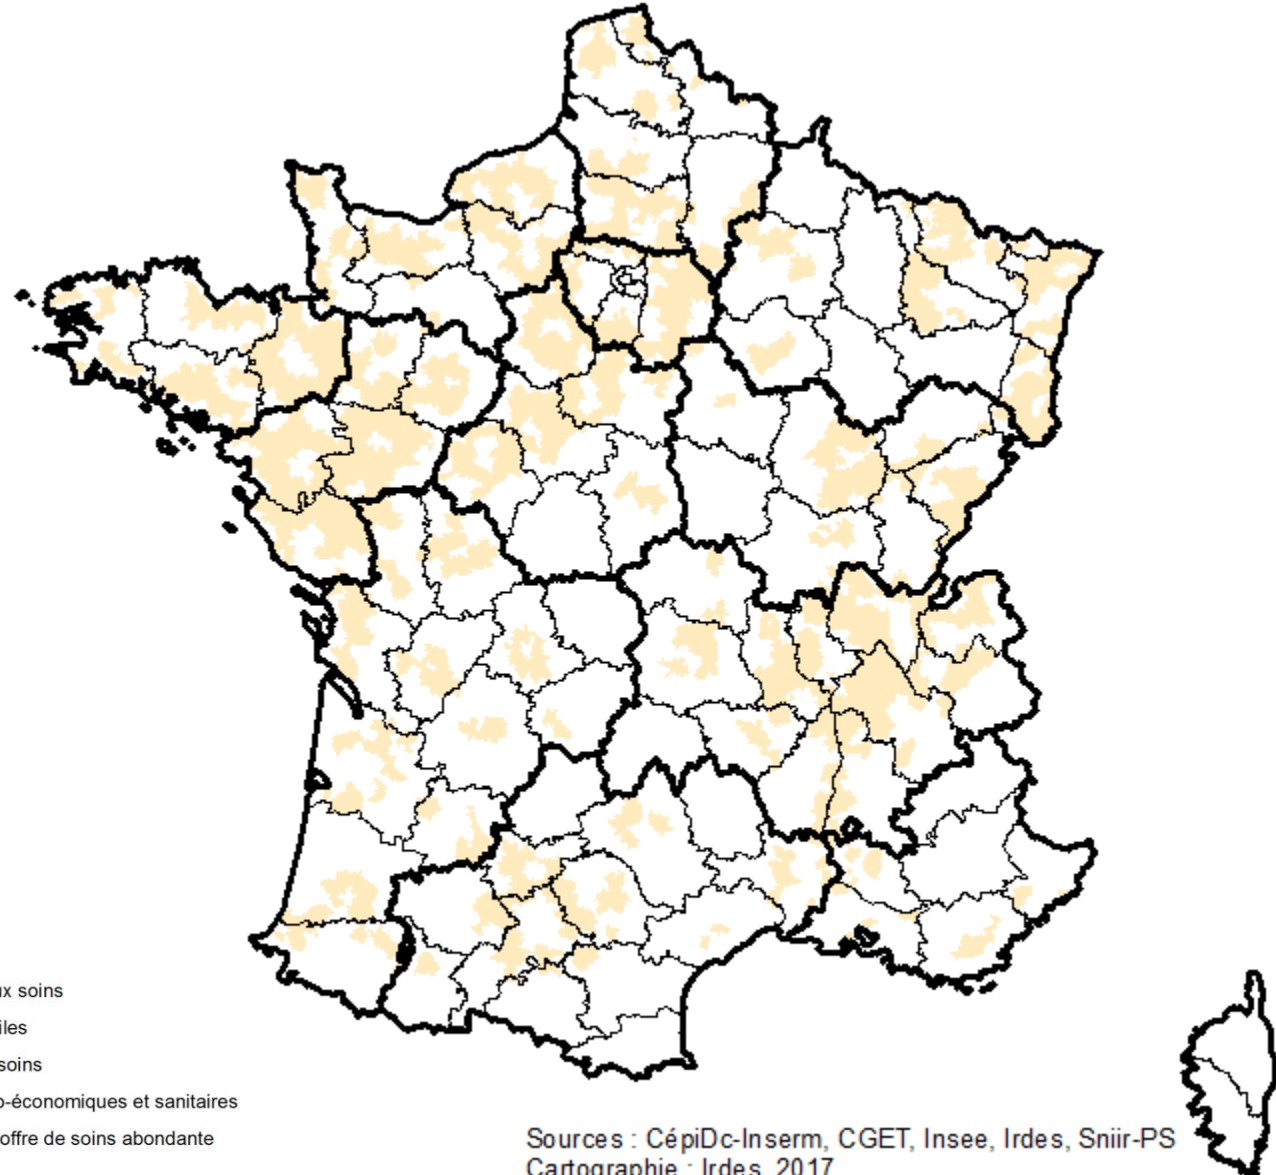 ux soins
iles
soins
o-économiques et sanitaires
offre de soins abondante
Sources : CépiDc-Inserm, CGET, Insee, Irdes, Sniir-PS
Cartographie : Irdes, 2017